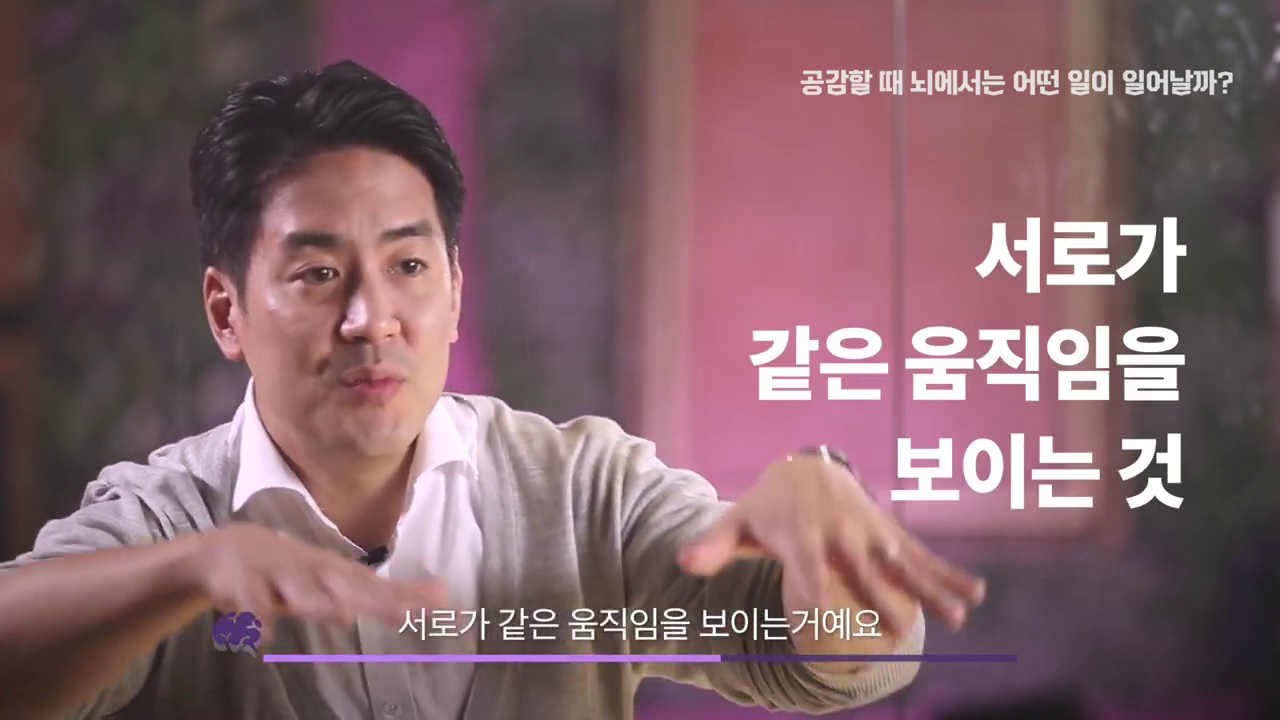 공감할 때 뇌에서는 어떤 일이 일어날까?
서로가
같은 움직임을
보이는 것
서로가 같은 움직임을 보이는거예요